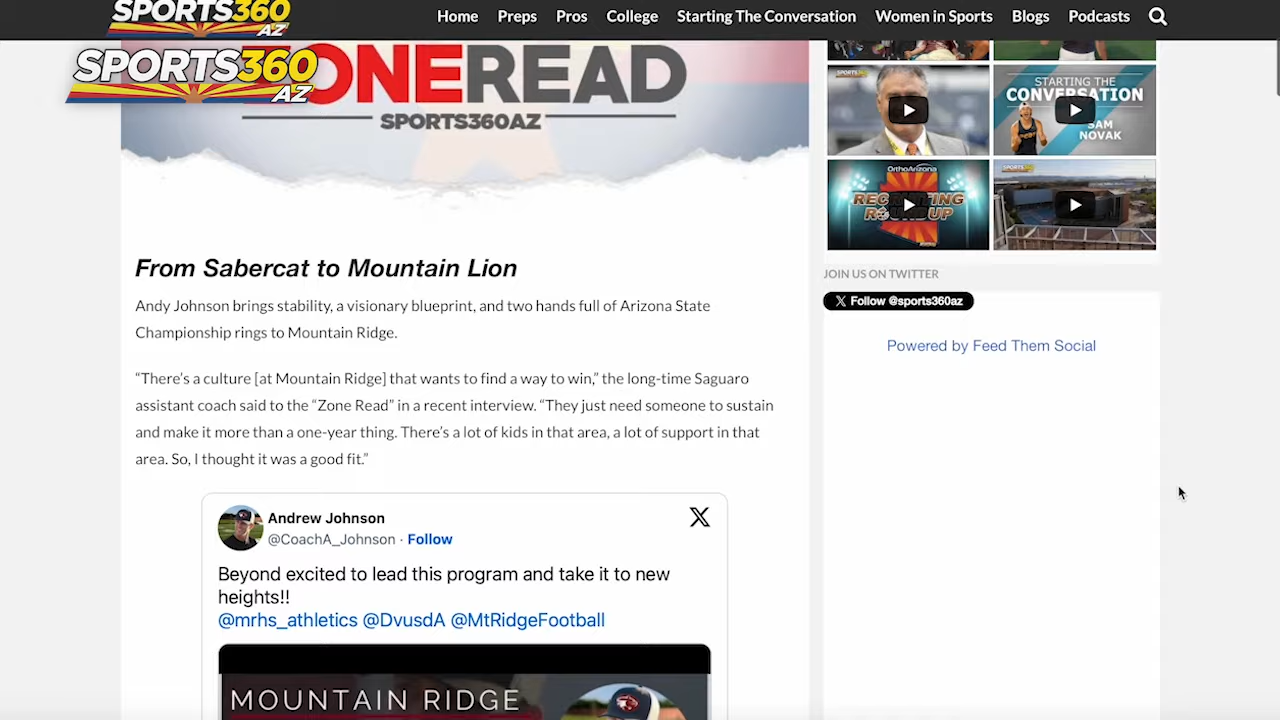 SPORTS360
AZ
Home
Preps
Pros
College
Starting The Conversation
Women in Sports
Blogs
Podcasts
SPORTS360
AZ
ONEREAD
SPORTS360AZ
STARTING THE
CONVERSATION
SAM
NOVAK
OrthoArizona
RECRUITING
ROUNDUP
From Sabercat to Mountain Lion
Andy Johnson brings stability, a visionary blueprint, and two hands full of Arizona State
Championship rings to Mountain Ridge.
“There’s a culture [at Mountain Ridge] that wants to find a way to win,” the long-time Saguaro
assistant coach said to the “Zone Read” in a recent interview. “They just need someone to sustain
and make it more than a one-year thing. There’s a lot of kids in that area, a lot of support in that
area. So, I thought it was a good fit.”
Andrew Johnson
@CoachA_Johnson · Follow
Beyond excited to lead this program and take it to new
heights!!
@mrhs_athletics @DvusdA @MtRidgeFootball
MOUNTAIN RIDGE
JOIN US ON TWITTER
X Follow @sports360az
Powered by Feed Them Social